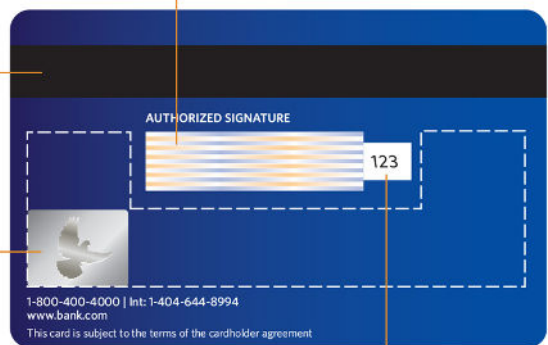 AUTHORIZED SIGNATURE
123
1-800-400-4000 | Int: 1-404-644-8994
www.bank.com
This card is subject to the terms of the cardholder agreement